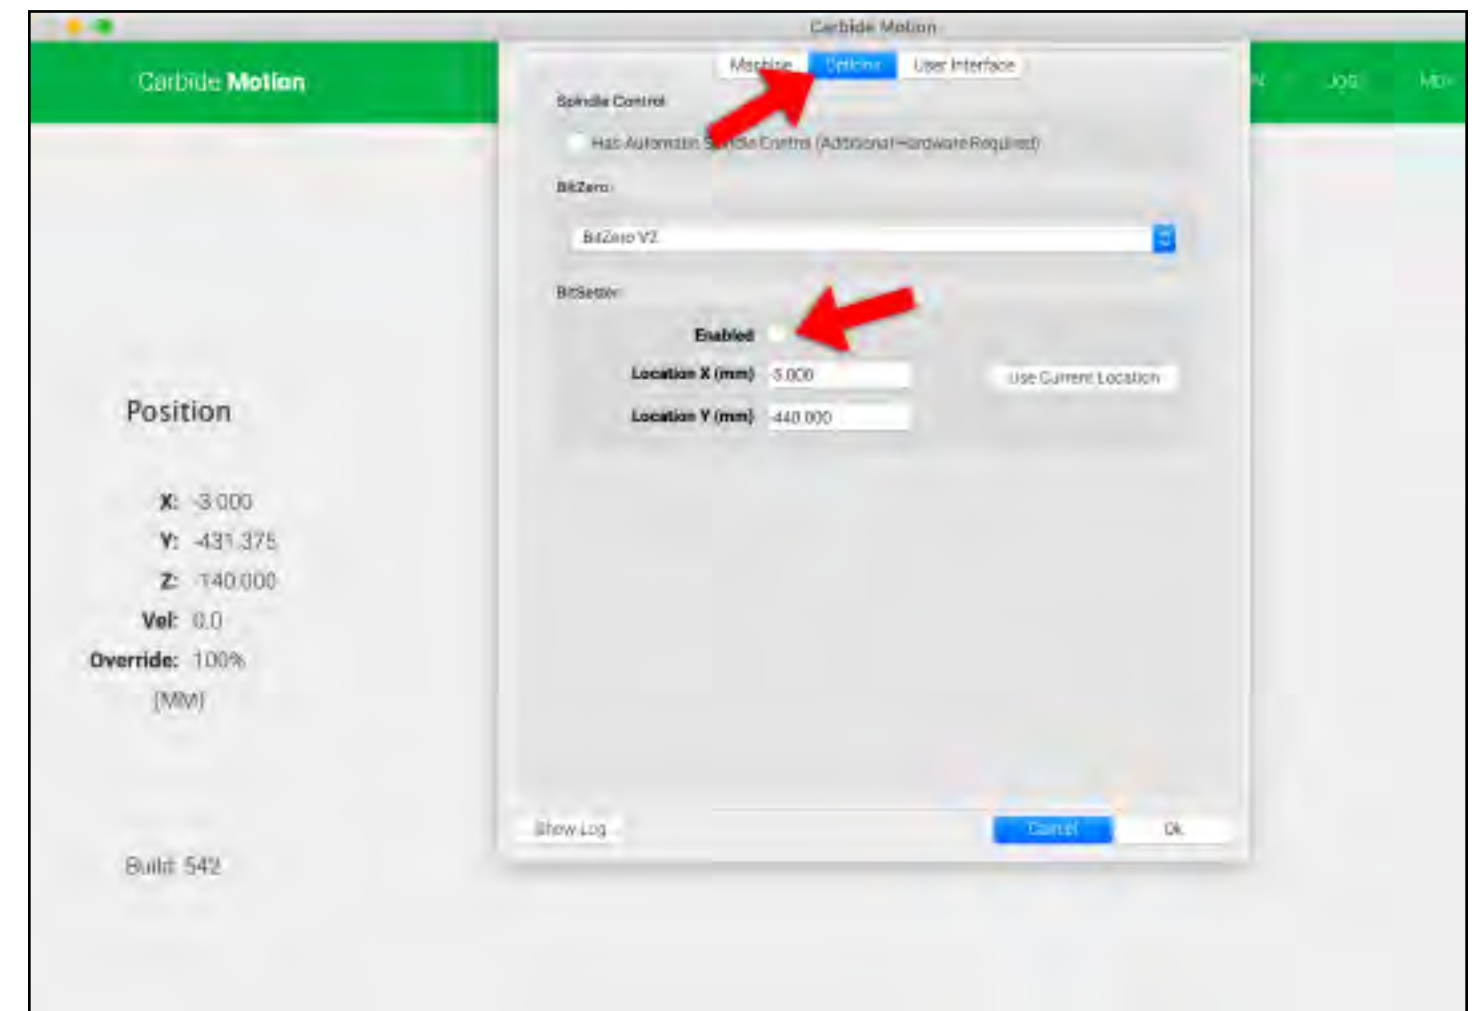 Carbide Motion
Carbide Motion
JOG
Machine
Options
User Interface
Spindle Control
Has Automatic Spindle Control (Additional Hardware Required)
BitZero
BitZero V2
BitSetter
Enabled
Location X (mm)
Use Current Location
Location Y (mm)
-440.000
Position
X: -3.000
Y: -431.375
Z: -140.000
Vel: 0.0
Override: 100%
(MM)
Show Log
Cancel
Ok
Build: 542